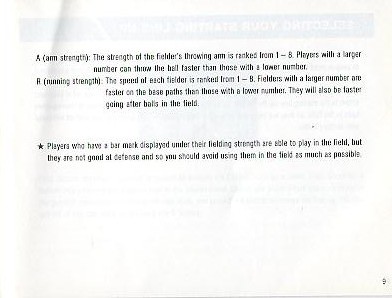 A (arm strength): The strength of the fielder's throwing arm is ranked from 1 – 8. Players with a larger
number can throw the ball faster than those with a lower number.
R (running strength): The speed of each fielder is ranked from 1 – 8. Fielders with a larger number are
faster on the base paths than those with a lower number. They will also be faster
going after balls in the field.
★ Players who have a bar mark displayed under their fielding strength are able to play in the field, but
they are not good at defense and so you should avoid using them in the field as much as possible.
9